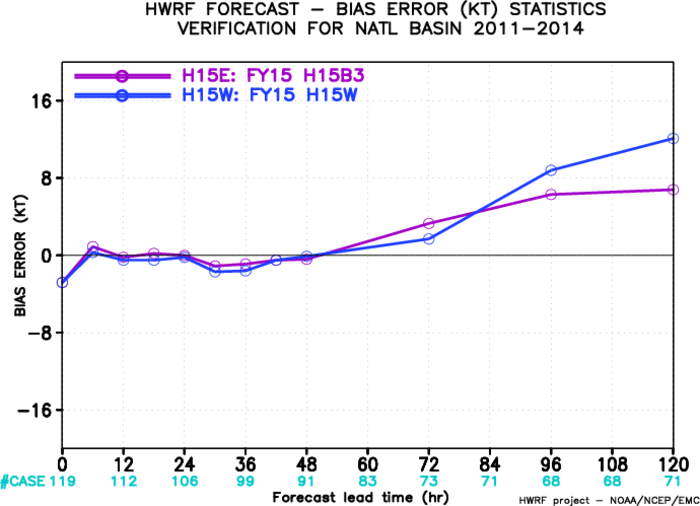 HWRF FORECAST – BIAS ERROR (KT) STATISTICS
VERIFICATION FOR NATL BASIN 2011–2014
H15E: FY15 H15B3
H15W: FY15 H15W
16
8
0
−8
−16
BIAS ERROR (KT)
0 12 24 36 48 60 72 84 96 108 120
#CASE 119 112 106 99 91 83 73 71 68 68 71
Forecast lead time (hr)
HWRF project – NOAA/NCEP/EMC